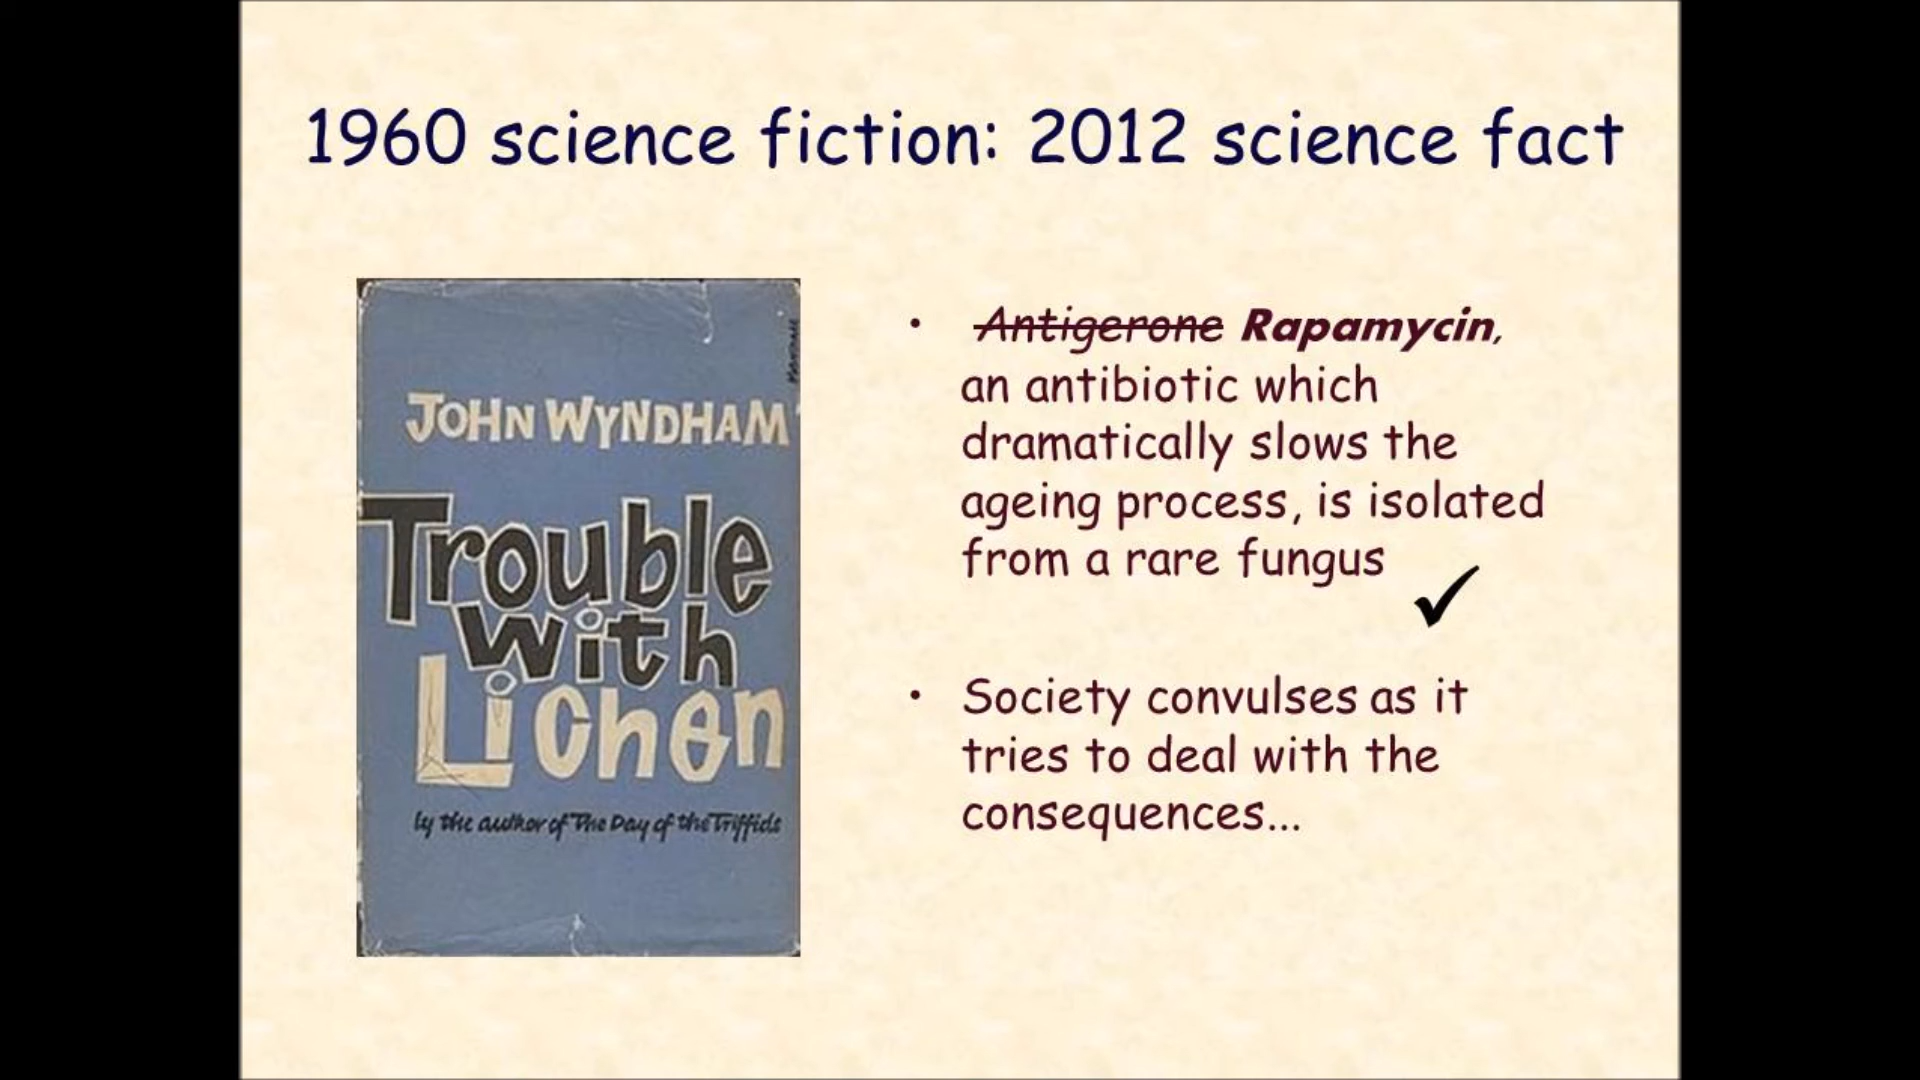 1960 science fiction: 2012 science fact
JOHN WYNDHAM
Trouble
with
Lichen
by the author of The Day of the Triffids
• Antigerone Rapamycin,
an antibiotic which
dramatically slows the
ageing process, is isolated
from a rare fungus
✓
• Society convulses as it
tries to deal with the
consequences...